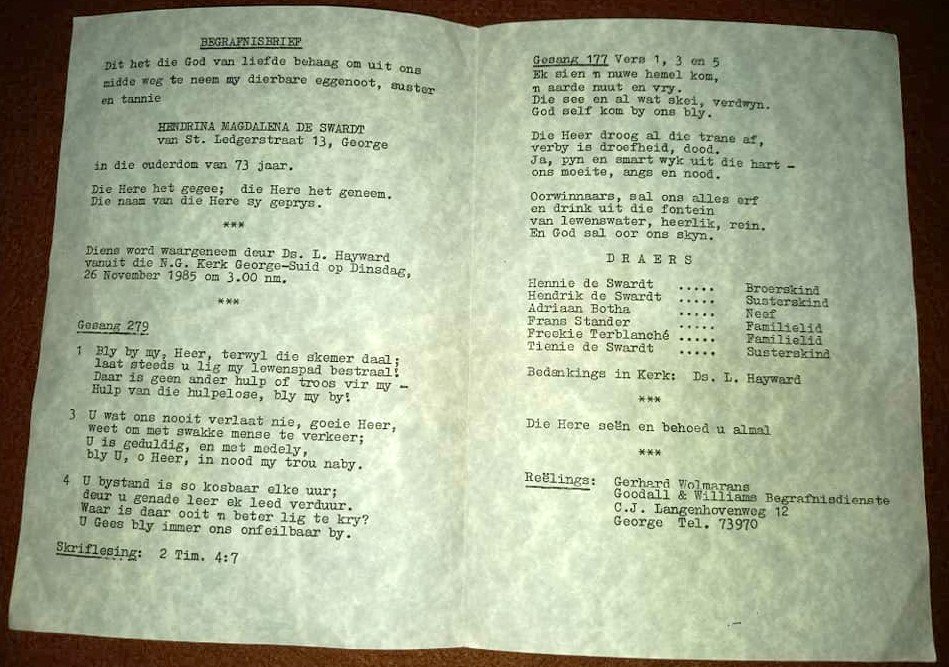 BEGRAFNISBRIEF
Dit het die God van liefde behaag om uit ons
midde weg te neem my dierbare eggenoot, suster
en tannie
HENDRINA MAGDALENA DE SWARDT
van St. Ledgerstraat 13, George
in die ouderdom van 73 jaar.
Die Here het gegee; die Here het geneem.
Die naam van die Here sy geprys.
***
Diens word waargeneem deur Ds. L. Hayward
vanuit die N.G. Kerk George-Suid op Dinsdag,
26 November 1985 om 3.00 nm.
***
Gesang 279
1 Bly by my, Heer, terwyl die skemer daal;
laat steeds u lig my lewenspad bestraal!
Daar is geen ander hulp of troos vir my -
Hulp van die hulpelose, bly my by!
3 U wat ons nooit verlaat nie, goeie Heer,
weet om met swakke mense te verkeer;
U is geduldig, en met medely,
bly U, o Heer, in nood my trou naby.
4 U bystand is so kosbaar elke uur;
deur u genade leer ek leed verduur.
Waar is daar ooit 'n beter lig te kry?
U Gees bly immer ons onfeilbaar by.
Skriflesing: 2 Tim. 4:7
Gesang 177 Vers 1, 3 en 5
Ek sien 'n nuwe hemel kom,
'n aarde nuut en vry.
Die see en al wat skei, verdwyn.
God self kom by ons bly.
Die Heer droog al die trane af,
verby is droefheid, dood.
Ja, pyn en smart wyk uit die hart -
ons moeite, angs en nood.
Oorwinnaars, sal ons alles erf
en drink uit die fontein
van lewenswater, heerlik, rein.
En God sal oor ons skyn.
D R A E R S
Hennie de Swardt ..... Broerskind
Hendrik de Swardt ..... Susterskind
Adriaan Botha ..... Neef
Frans Stander ..... Familielid
Freekie Terblanché ..... Familielid
Tienie de Swardt ..... Susterskind
Bedankings in Kerk: Ds. L. Hayward
***
Die Here seën en behoed u almal
***
Reëlings: Gerhard Wolmarans
Goodall & Williams Begrafnisdienste
C.J. Langenhovenweg 12
George Tel. 73970